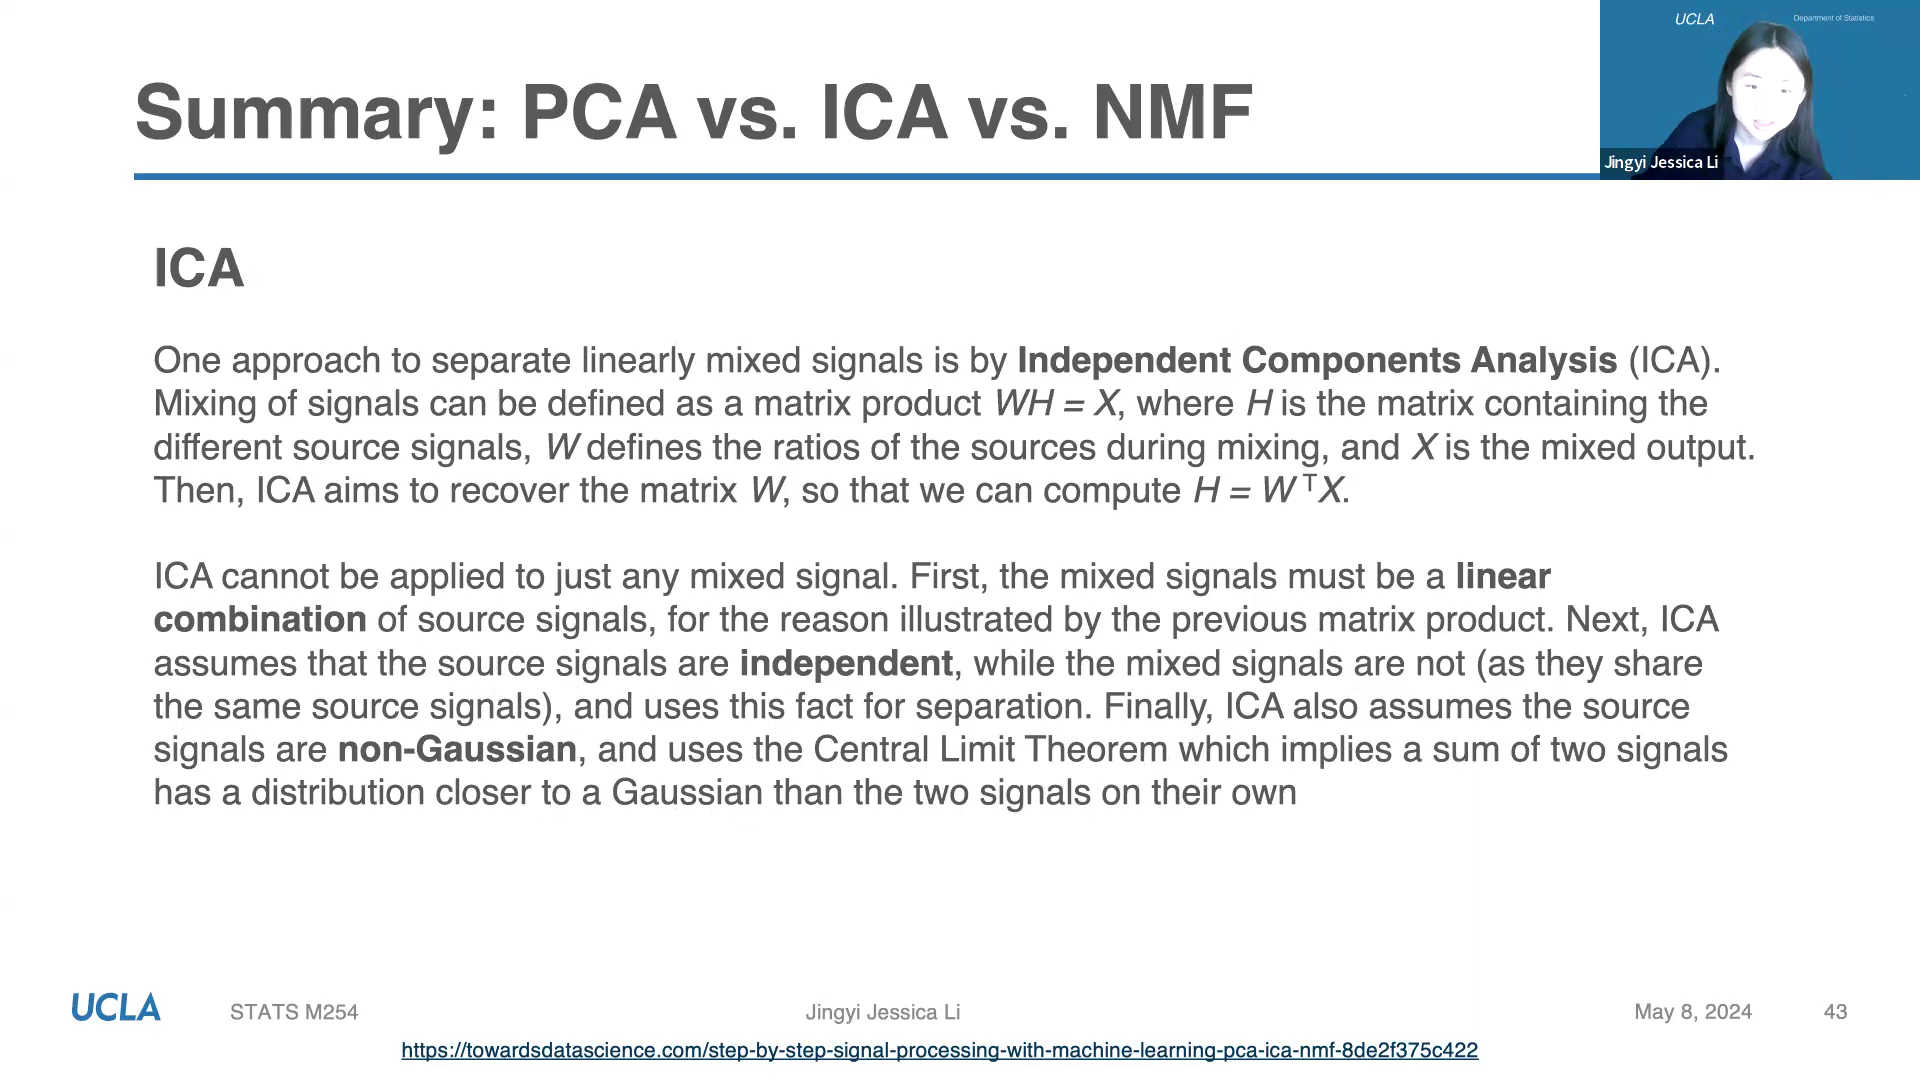 UCLA
Department of Statistics
Summary: PCA vs. ICA vs. NMF
Jingyi Jessica Li
ICA
One approach to separate linearly mixed signals is by Independent Components Analysis (ICA).
Mixing of signals can be defined as a matrix product WH = X, where H is the matrix containing the
different source signals, W defines the ratios of the sources during mixing, and X is the mixed output.
Then, ICA aims to recover the matrix W, so that we can compute H = W ᵀX.
ICA cannot be applied to just any mixed signal. First, the mixed signals must be a linear
combination of source signals, for the reason illustrated by the previous matrix product. Next, ICA
assumes that the source signals are independent, while the mixed signals are not (as they share
the same source signals), and uses this fact for separation. Finally, ICA also assumes the source
signals are non-Gaussian, and uses the Central Limit Theorem which implies a sum of two signals
has a distribution closer to a Gaussian than the two signals on their own
UCLA
STATS M254
Jingyi Jessica Li
May 8, 2024
43
https://towardsdatascience.com/step-by-step-signal-processing-with-machine-learning-pca-ica-nmf-8de2f375c422